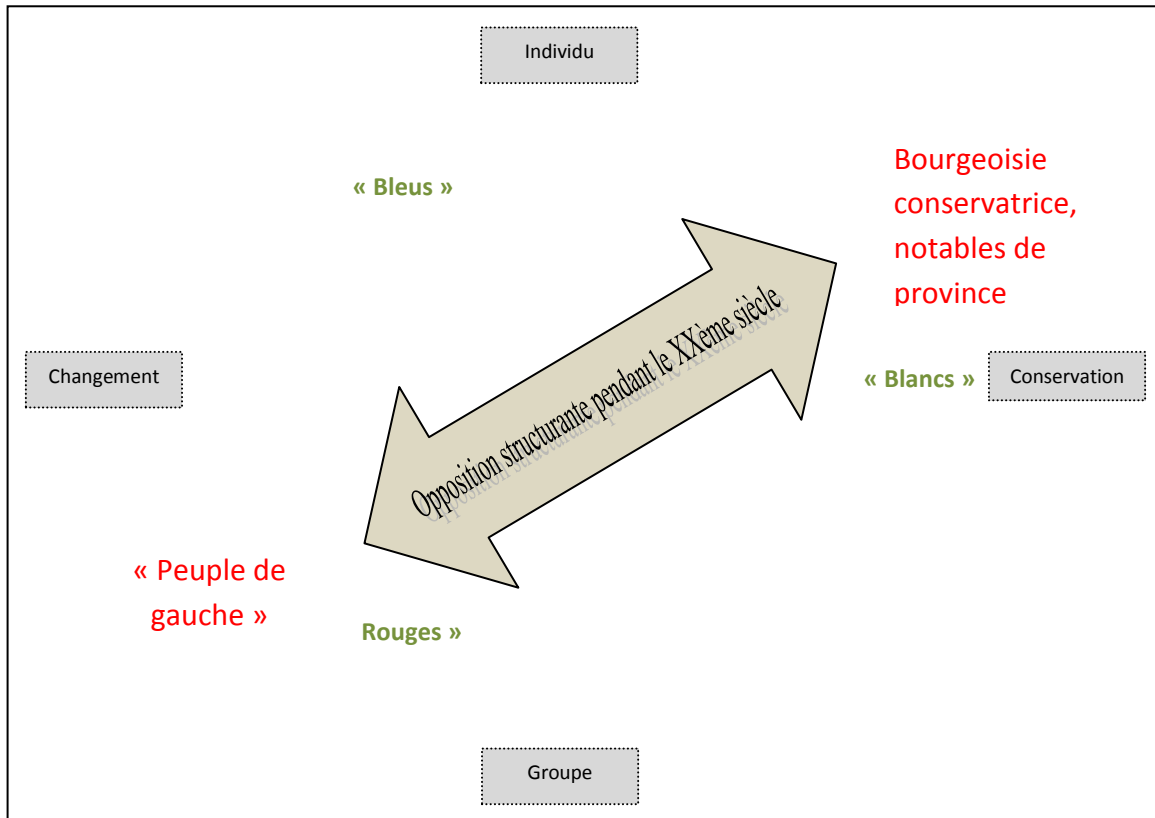 Individu
Bourgeoisie
conservatrice,
notables de
province
« Bleus »
Opposition structurante pendant le XXème siècle
Changement
« Blancs »
Conservation
« Peuple de
gauche »
Rouges »
Groupe